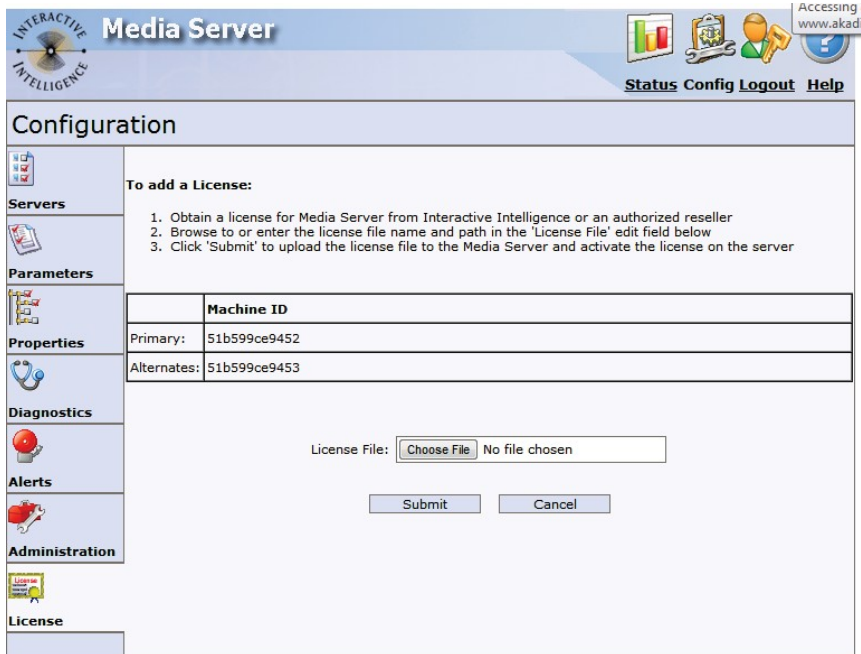 INTERACTIVE
INTELLIGENCE
Media Server
Accessing
www.akadi
Status Config Logout Help
Configuration
Servers
Parameters
Properties
Diagnostics
Alerts
Administration
License
License
To add a License:
1. Obtain a license for Media Server from Interactive Intelligence or an authorized reseller
2. Browse to or enter the license file name and path in the 'License File' edit field below
3. Click 'Submit' to upload the license file to the Media Server and activate the license on the server
Machine ID
Primary: 51b599ce9452
Alternates: 51b599ce9453
License File: Choose File No file chosen
Submit Cancel